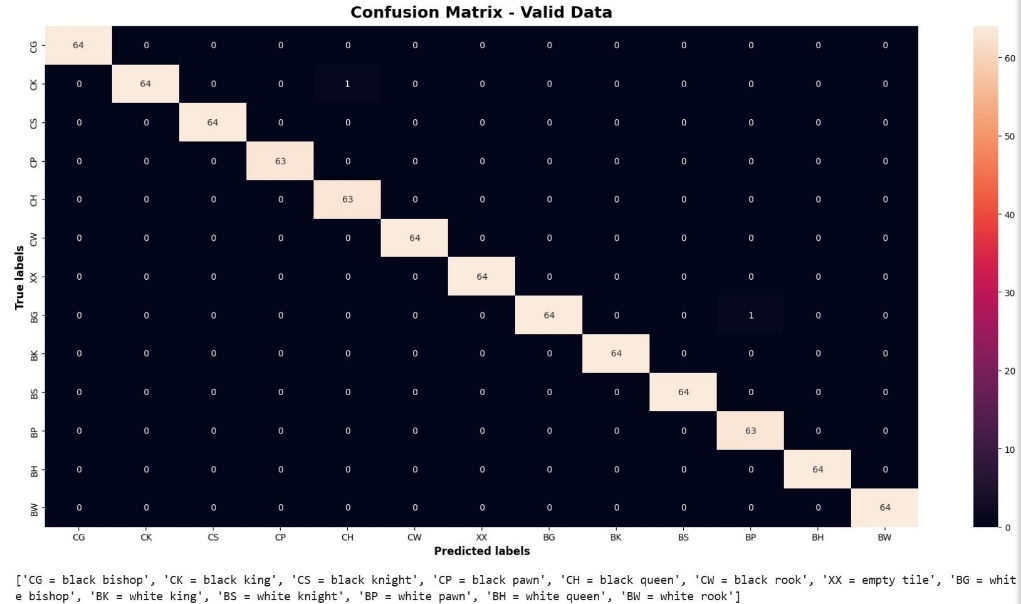 Confusion Matrix - Valid Data
True labels
CG 64 0 0 0 0 0 0 0 0 0 0 0 0
CK 0 64 0 0 1 0 0 0 0 0 0 0 0
CS 0 0 64 0 0 0 0 0 0 0 0 0 0
CP 0 0 0 63 0 0 0 0 0 0 0 0 0
CH 0 0 0 0 63 0 0 0 0 0 0 0 0
CW 0 0 0 0 0 64 0 0 0 0 0 0 0
XX 0 0 0 0 0 0 64 0 0 0 0 0 0
BG 0 0 0 0 0 0 0 64 0 0 1 0 0
BK 0 0 0 0 0 0 0 0 64 0 0 0 0
BS 0 0 0 0 0 0 0 0 0 64 0 0 0
BP 0 0 0 0 0 0 0 0 0 0 63 0 0
BH 0 0 0 0 0 0 0 0 0 0 0 64 0
BW 0 0 0 0 0 0 0 0 0 0 0 0 64
CG CK CS CP CH CW XX BG BK BS BP BH BW
Predicted labels
60
50
40
30
20
10
0
['CG = black bishop', 'CK = black king', 'CS = black knight', 'CP = black pawn', 'CH = black queen', 'CW = black rook', 'XX = empty tile', 'BG = whit
e bishop', 'BK = white king', 'BS = white knight', 'BP = white pawn', 'BH = white queen', 'BW = white rook']